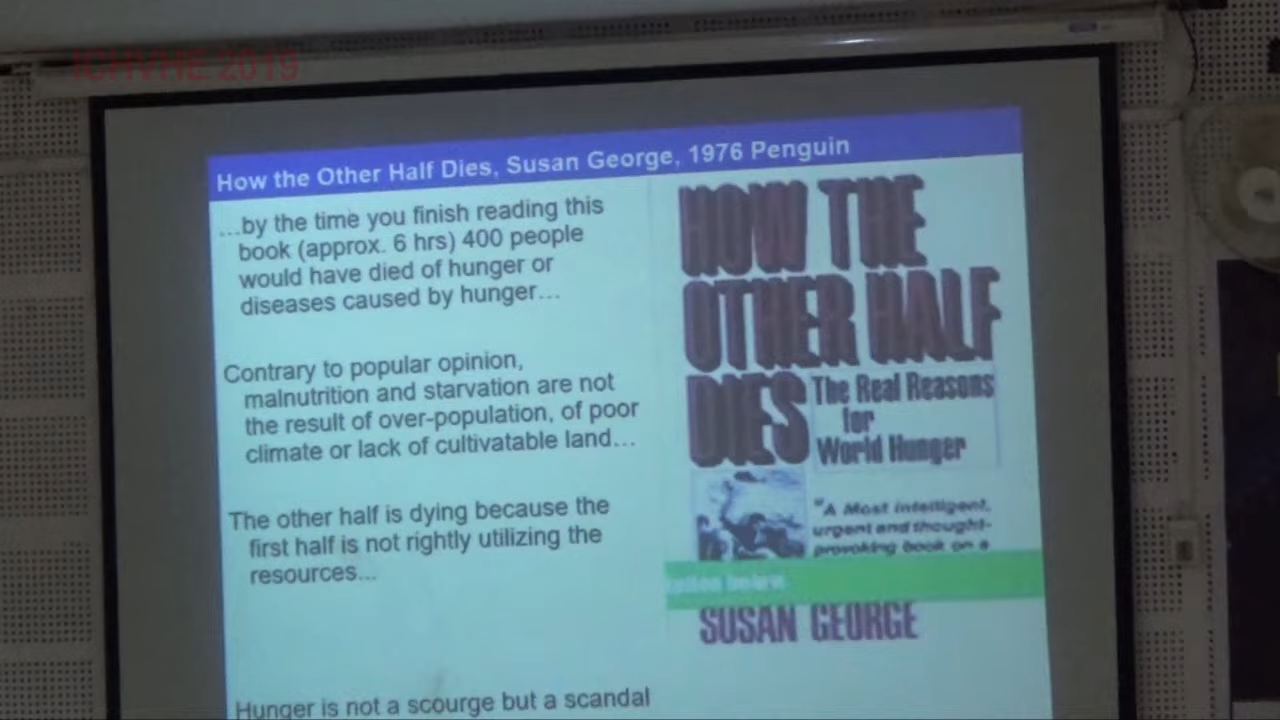 ICHVHE 2019
How the Other Half Dies, Susan George, 1976 Penguin
…by the time you finish reading this
book (approx. 6 hrs) 400 people
would have died of hunger or
diseases caused by hunger…
Contrary to popular opinion,
malnutrition and starvation are not
the result of over-population, of poor
climate or lack of cultivatable land…
The other half is dying because the
first half is not rightly utilizing the
resources...
Hunger is not a scourge but a scandal
HOW THE
OTHER HALF
DIES
The Real Reasons
for
World Hunger
"A Most intelligent,
urgent and thought-
provoking book on a
SUSAN GEORGE